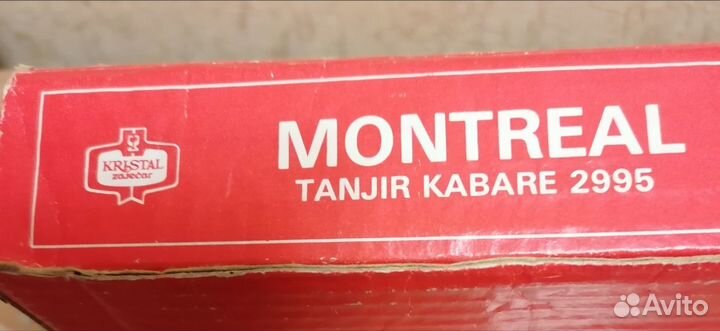 KRISTAL
zaječar
MONTREAL
TANJIR KABARE 2995
Avito